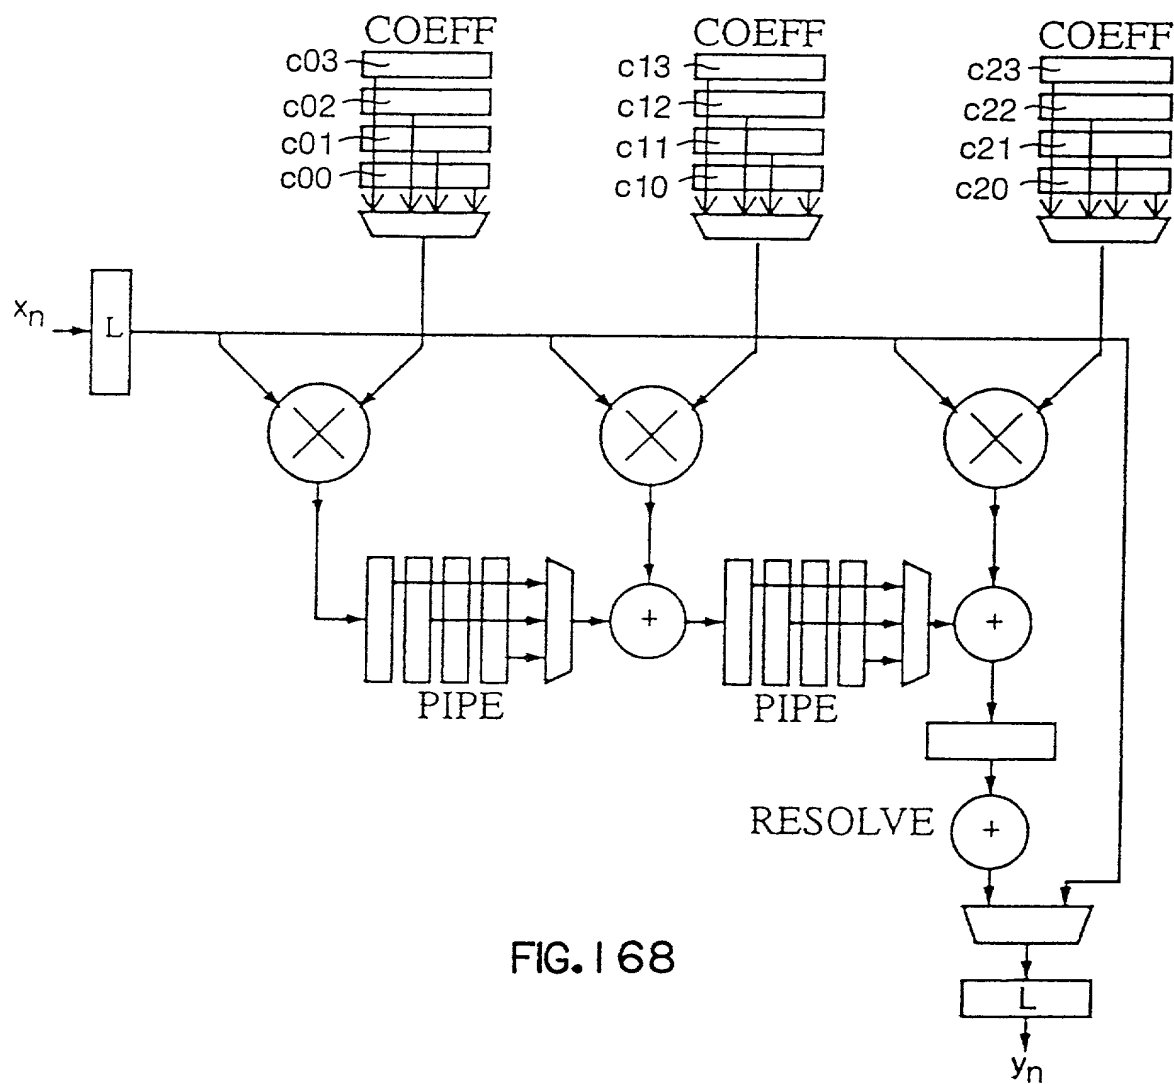 COEFF COEFF COEFF
c03 c13 c23
c02 c12 c22
c01 c11 c21
c00 c10 c20
xn
L
+ +
PIPE PIPE
RESOLVE +
FIG.168
L
yn